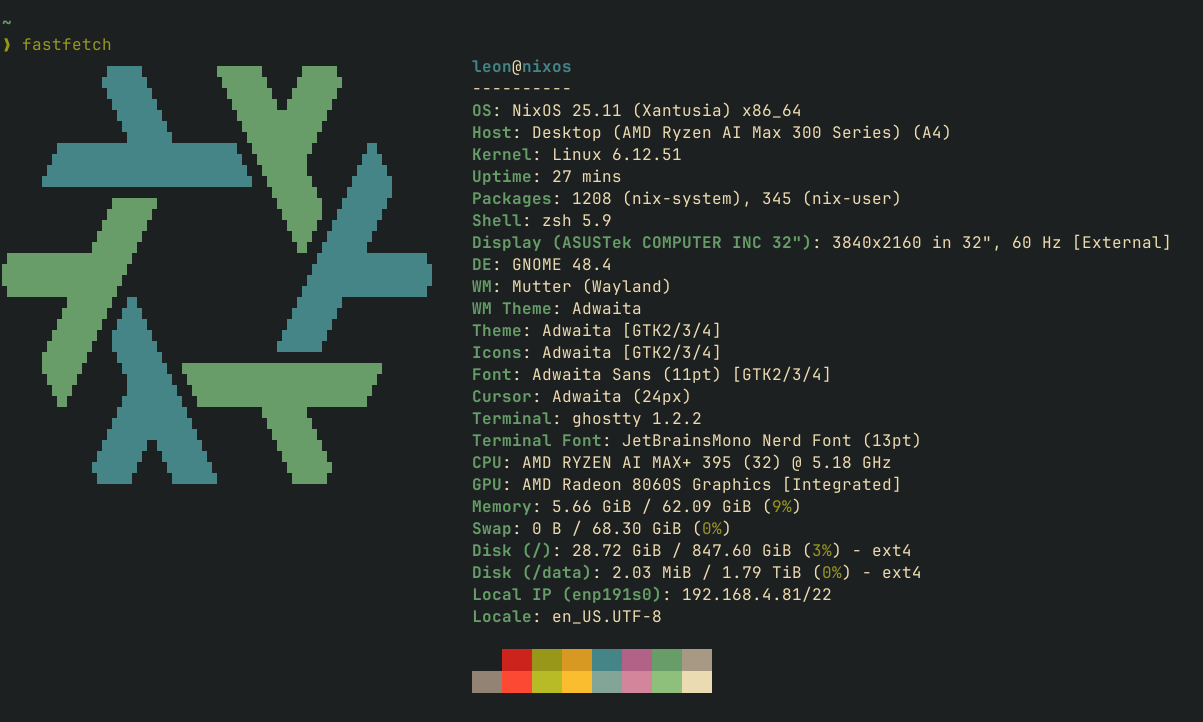 ~
❯ fastfetch
leon@nixos
----------
OS: NixOS 25.11 (Xantusia) x86_64
Host: Desktop (AMD Ryzen AI Max 300 Series) (A4)
Kernel: Linux 6.12.51
Uptime: 27 mins
Packages: 1208 (nix-system), 345 (nix-user)
Shell: zsh 5.9
Display (ASUSTek COMPUTER INC 32"): 3840x2160 in 32", 60 Hz [External]
DE: GNOME 48.4
WM: Mutter (Wayland)
WM Theme: Adwaita
Theme: Adwaita [GTK2/3/4]
Icons: Adwaita [GTK2/3/4]
Font: Adwaita Sans (11pt) [GTK2/3/4]
Cursor: Adwaita (24px)
Terminal: ghostty 1.2.2
Terminal Font: JetBrainsMono Nerd Font (13pt)
CPU: AMD RYZEN AI MAX+ 395 (32) @ 5.18 GHz
GPU: AMD Radeon 8060S Graphics [Integrated]
Memory: 5.66 GiB / 62.09 GiB (9%)
Swap: 0 B / 68.30 GiB (0%)
Disk (/): 28.72 GiB / 847.60 GiB (3%) - ext4
Disk (/data): 2.03 MiB / 1.79 TiB (0%) - ext4
Local IP (enp191s0): 192.168.4.81/22
Locale: en_US.UTF-8